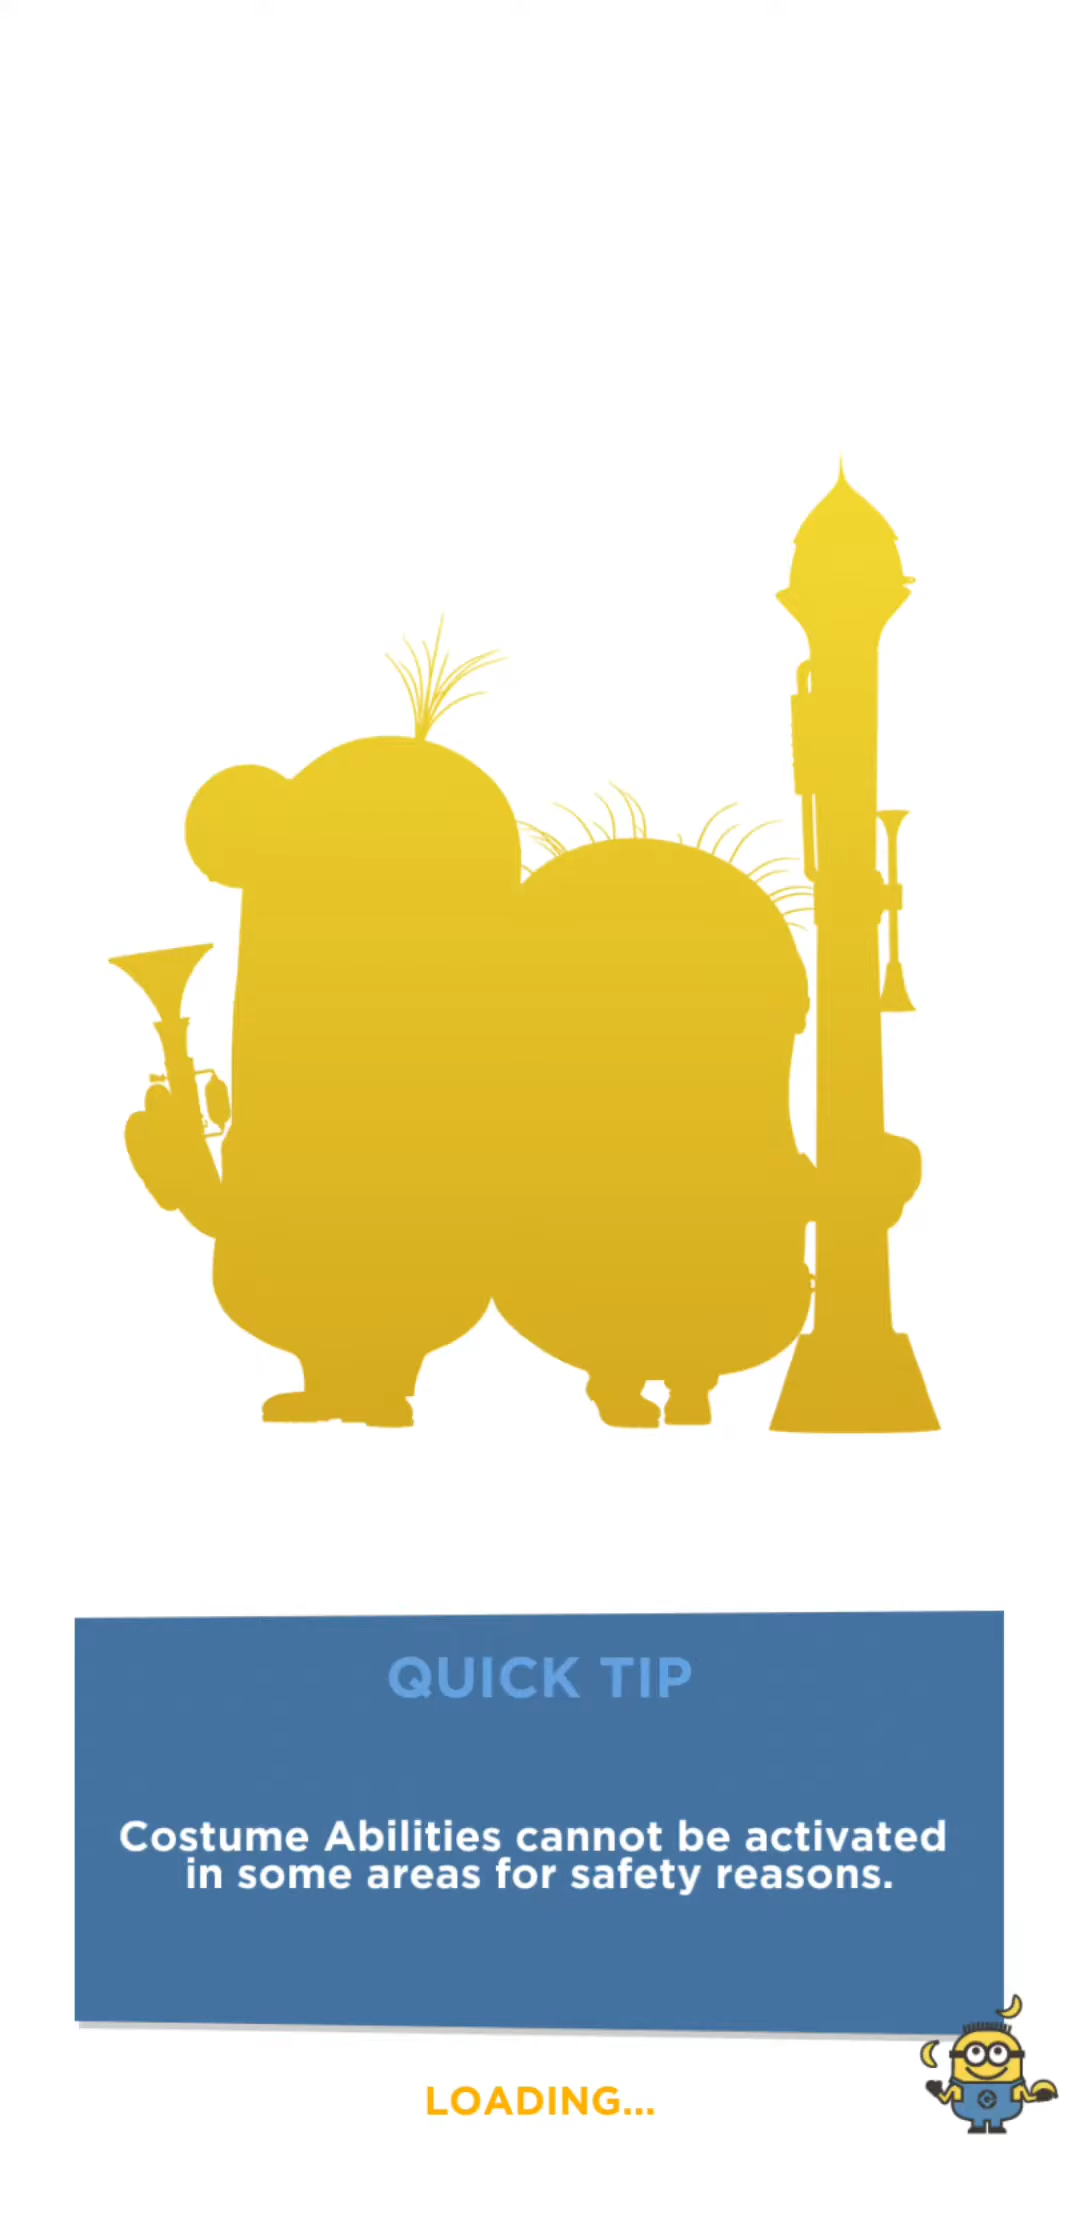 QUICK TIP
Costume Abilities cannot be activated
in some areas for safety reasons.
LOADING...